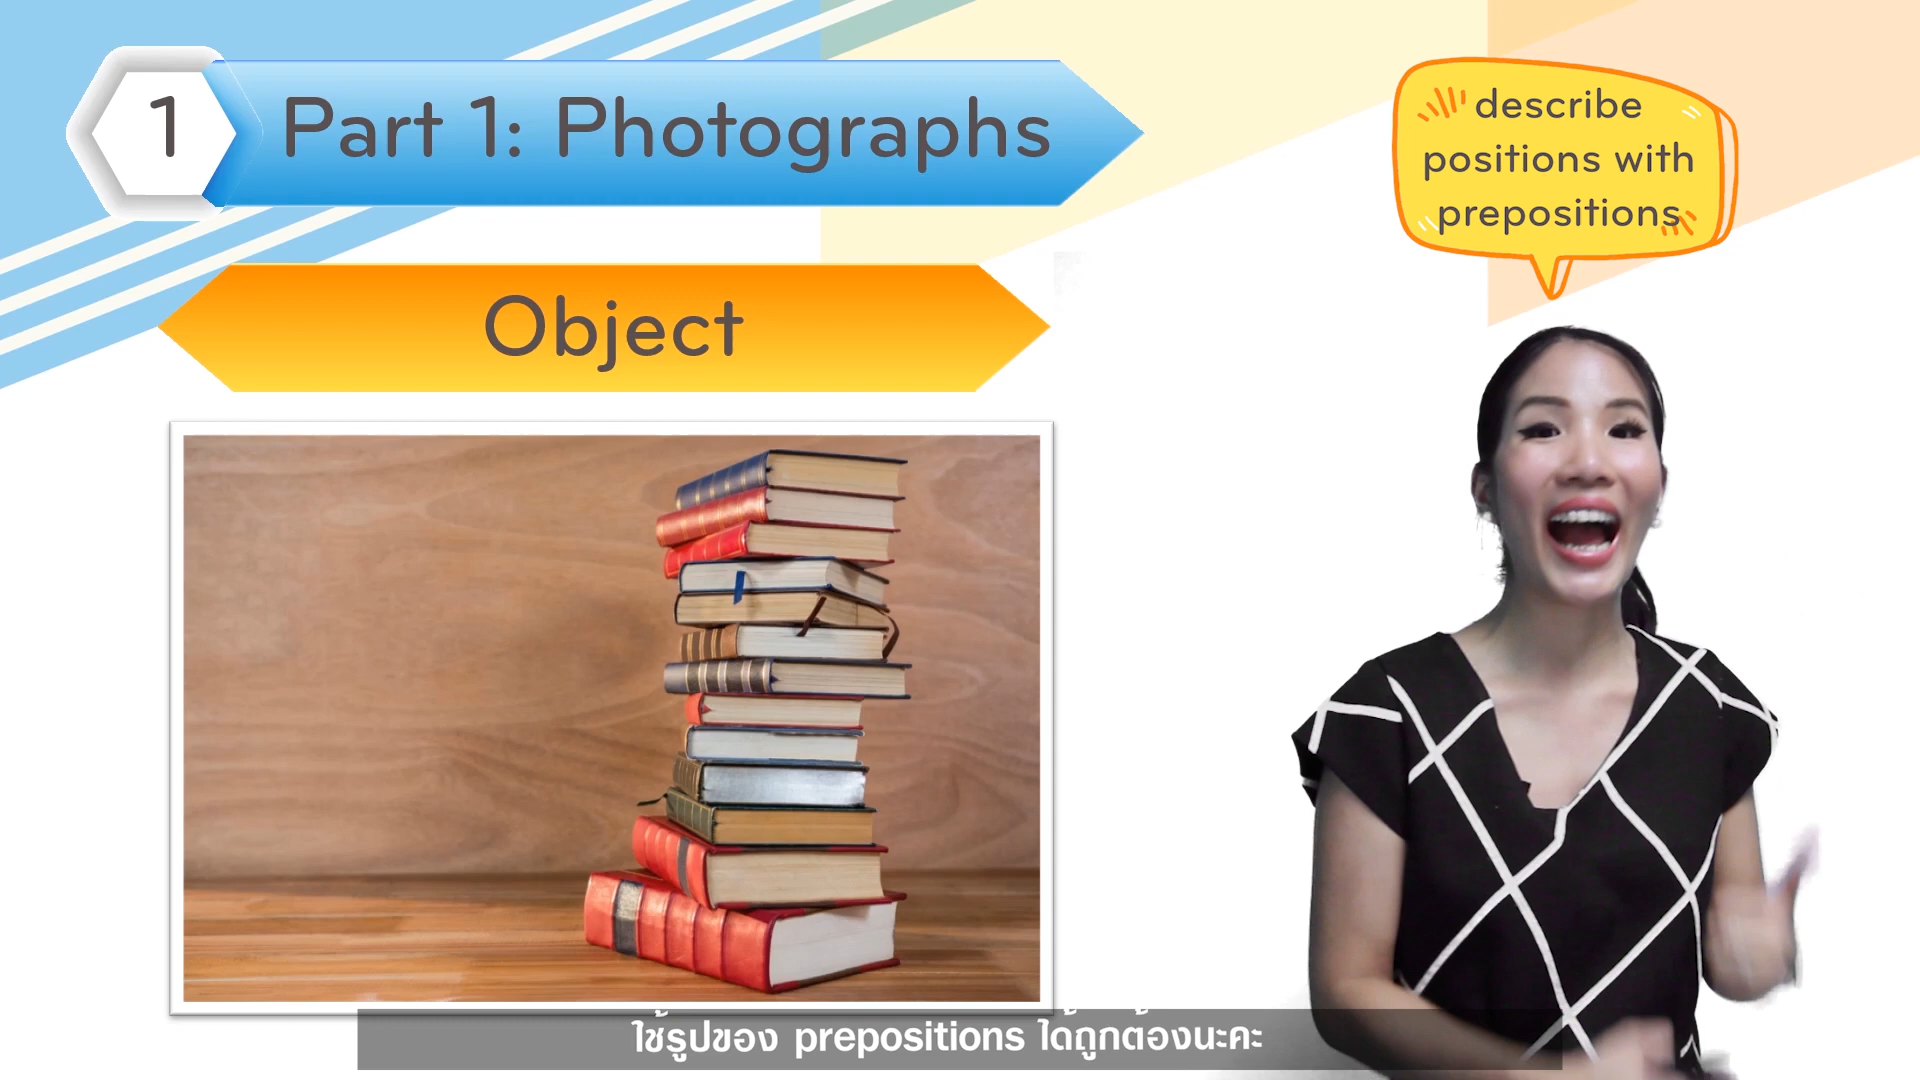 1
Part 1: Photographs
describe
positions with
prepositions
Object
ใช้รูปของ prepositions ได้ถูกต้องนะคะ